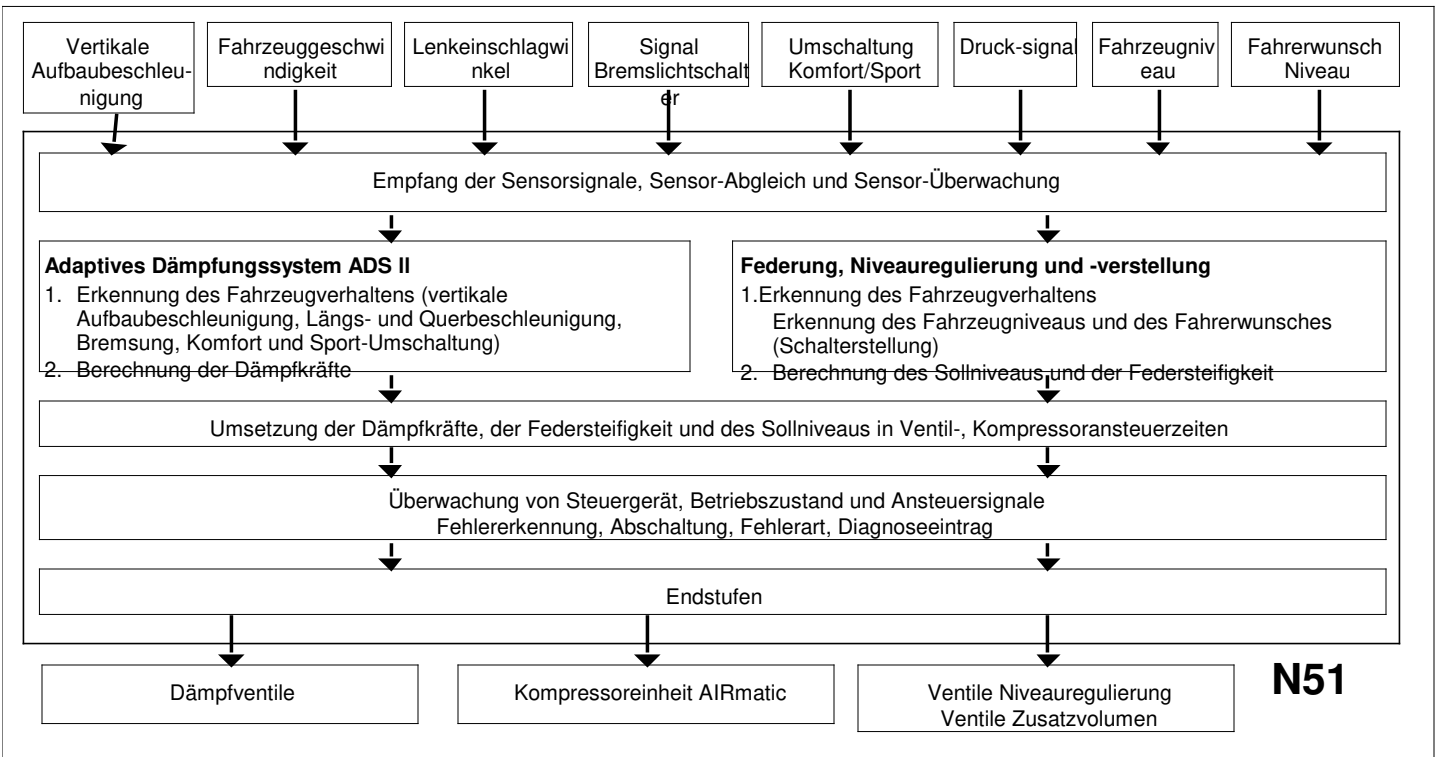 Vertikale
Aufbaubeschleu-
nigung
Fahrzeuggeschwi
ndigkeit
Lenkeinschlagwi
nkel
Signal
Bremslichtschalt
er
Umschaltung
Komfort/Sport
Druck-signal
Fahrzeugniv
eau
Fahrerwunsch
Niveau
Empfang der Sensorsignale, Sensor-Abgleich und Sensor-Überwachung
Adaptives Dämpfungssystem ADS II
1. Erkennung des Fahrzeugverhaltens (vertikale
Aufbaubeschleunigung, Längs- und Querbeschleunigung,
Bremsung, Komfort und Sport-Umschaltung)
2. Berechnung der Dämpfkräfte
Federung, Niveauregulierung und -verstellung
1.Erkennung des Fahrzeugverhaltens
Erkennung des Fahrzeugniveaus und des Fahrerwunsches
(Schalterstellung)
2. Berechnung des Sollniveaus und der Federsteifigkeit
Umsetzung der Dämpfkräfte, der Federsteifigkeit und des Sollniveaus in Ventil-, Kompressoransteuerzeiten
Überwachung von Steuergerät, Betriebszustand und Ansteuersignale
Fehlererkennung, Abschaltung, Fehlerart, Diagnoseeintrag
Endstufen
Dämpfventile
Kompressoreinheit AIRmatic
Ventile Niveauregulierung
Ventile Zusatzvolumen
N51